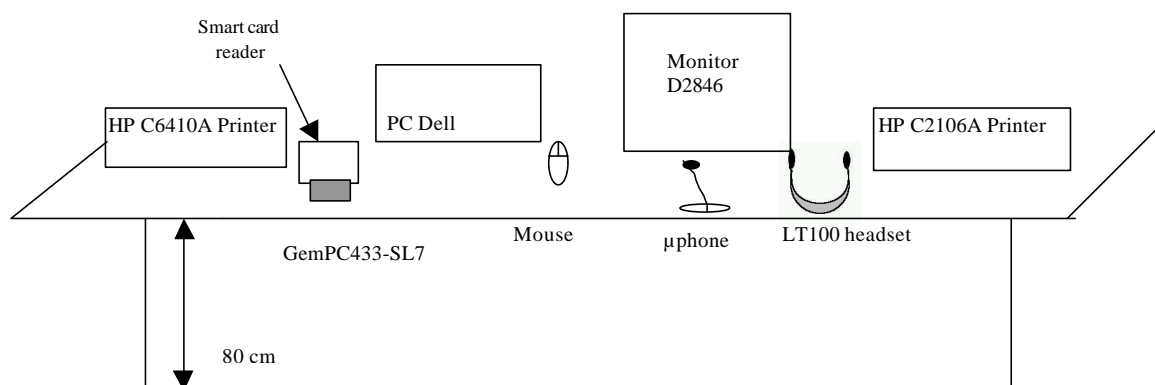 Smart card
reader
Monitor
D2846
HP C6410A Printer
PC Dell
HP C2106A Printer
Mouse
µphone
LT100 headset
GemPC433-SL7
80 cm